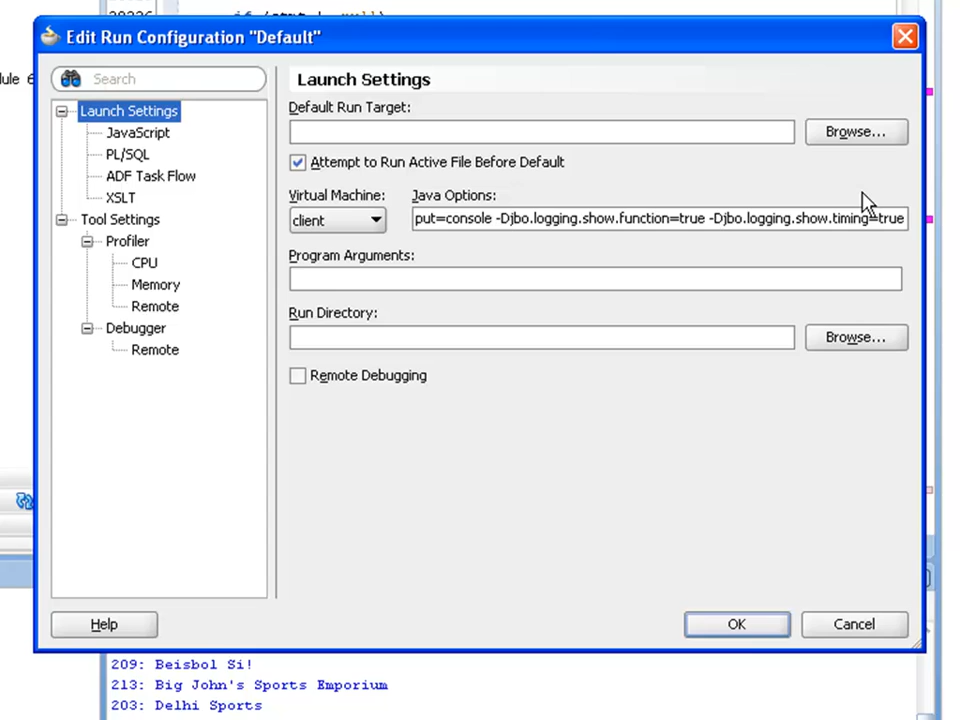 if
Edit Run Configuration "Default"
Search
Launch Settings
JavaScript
PL/SQL
ADF Task Flow
XSLT
Tool Settings
Profiler
CPU
Memory
Remote
Debugger
Remote
Launch Settings
Default Run Target:
Browse...
Attempt to Run Active File Before Default
Virtual Machine:
Java Options:
client
put=console -Djbo.logging.show.function=true -Djbo.logging.show.timing=true
Program Arguments:
Run Directory:
Browse...
Remote Debugging
Help
OK
Cancel
209: Beisbol Si!
213: Big John's Sports Emporium
203: Delhi Sports